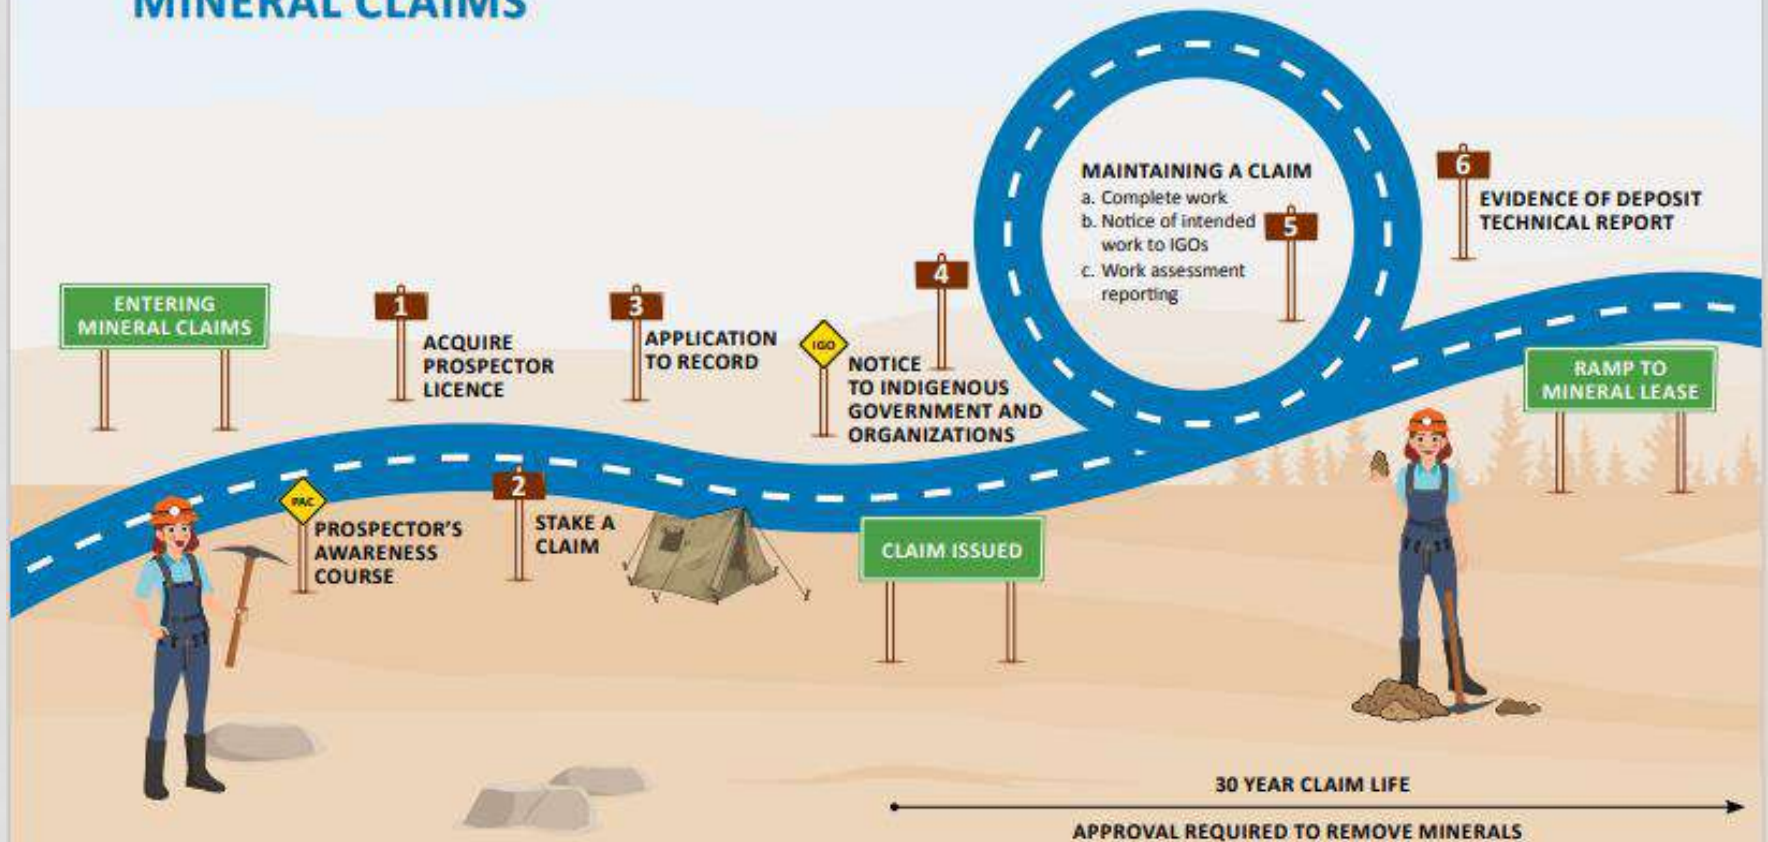 MINERAL CLAIMS
ENTERING
MINERAL CLAIMS
PAC
PROSPECTOR'S
AWARENESS
COURSE
1
ACQUIRE
PROSPECTOR
LICENCE
2
STAKE A
CLAIM
3
APPLICATION
TO RECORD
IGO
4
NOTICE
TO INDIGENOUS
GOVERNMENT AND
ORGANIZATIONS
CLAIM ISSUED
MAINTAINING A CLAIM
a. Complete work
b. Notice of intended
work to IGOs
c. Work assessment
reporting
5
6
EVIDENCE OF DEPOSIT
TECHNICAL REPORT
RAMP TO
MINERAL LEASE
30 YEAR CLAIM LIFE
APPROVAL REQUIRED TO REMOVE MINERALS